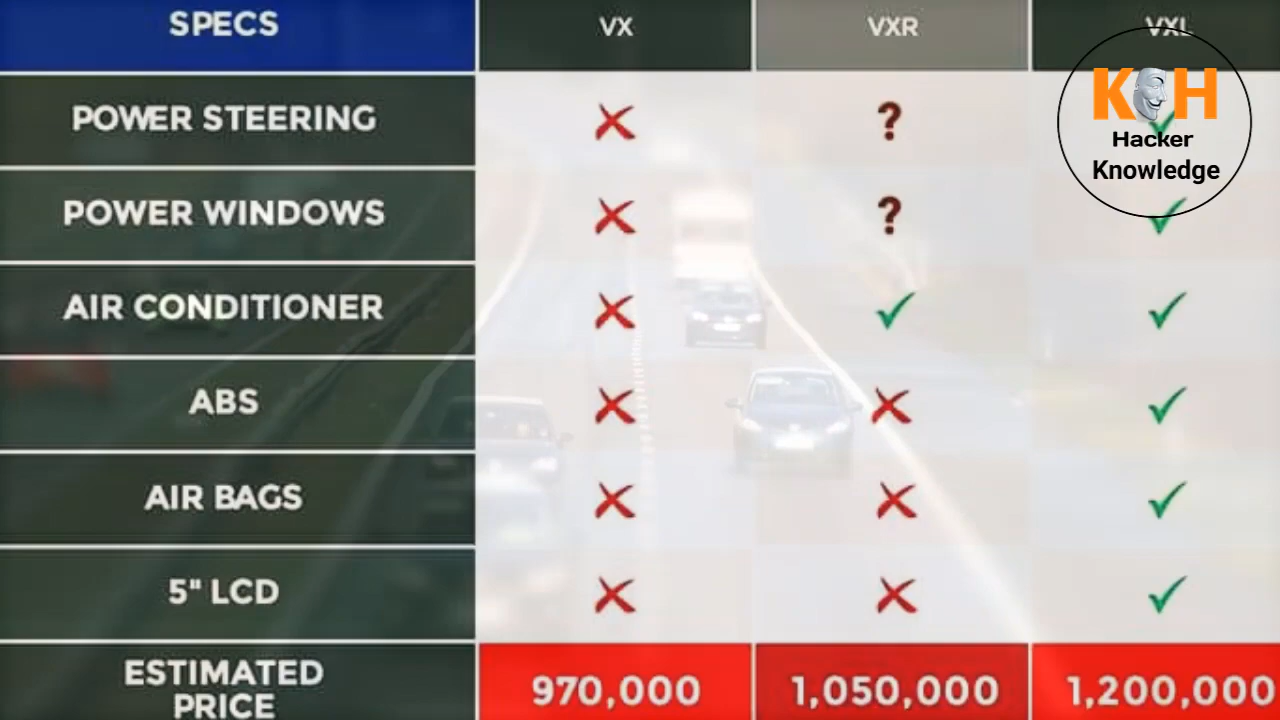 SPECS VX VXR VXL
POWER STEERING ?
POWER WINDOWS ?
AIR CONDITIONER
ABS
AIR BAGS
5" LCD
ESTIMATED
PRICE 970,000 1,050,000 1,200,000
KH
Hacker
Knowledge